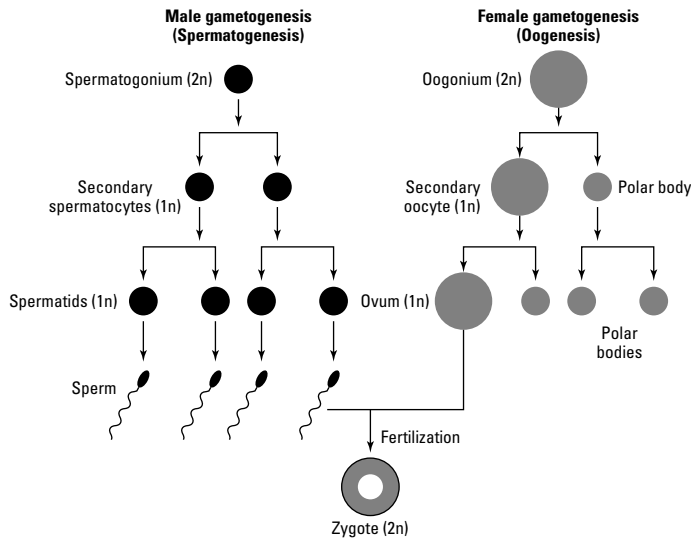 Male gametogenesis
(Spermatogenesis)
Female gametogenesis
(Oogenesis)
Spermatogonium (2n)
Oogonium (2n)
Secondary
spermatocytes (1n)
Secondary
oocyte (1n)
Polar body
Spermatids (1n)
Ovum (1n)
Polar
bodies
Sperm
Fertilization
Zygote (2n)